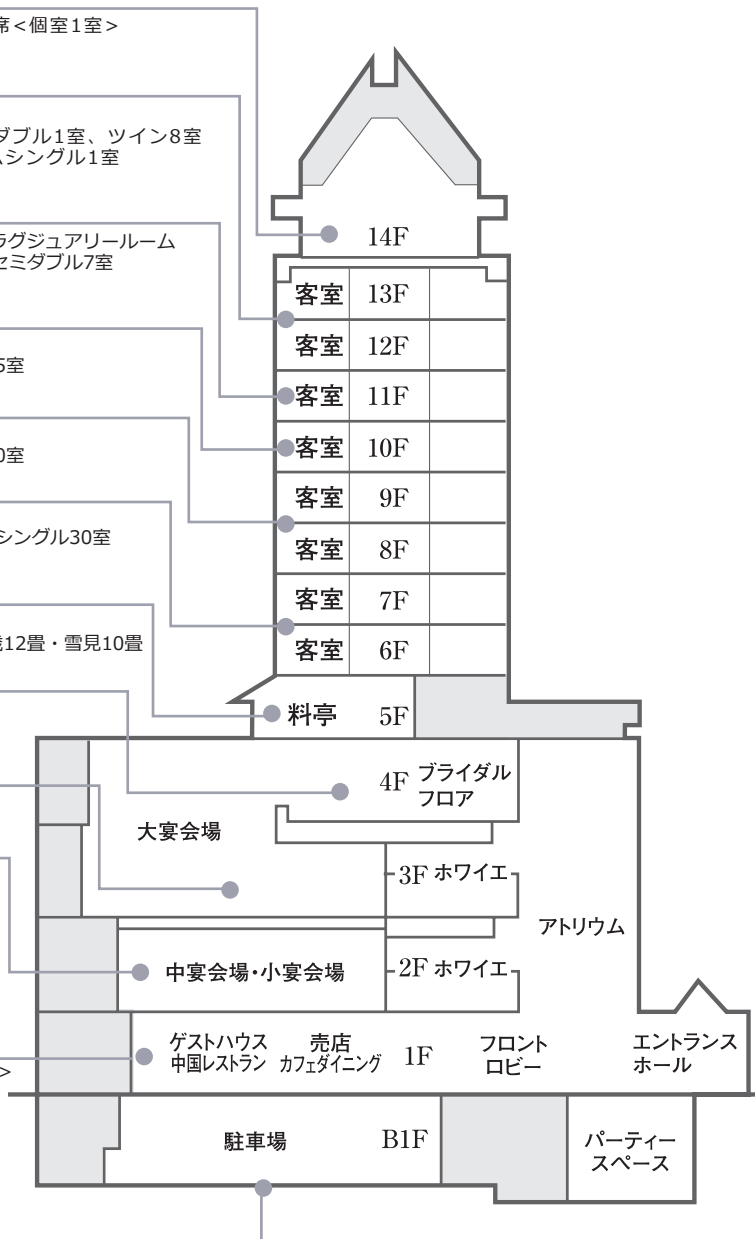 席<個室1室>
ダブル1室、ツイン8室
ムシングル1室
ラグジュアリールーム
セミダブル7室
5室
0室
シングル30室
12畳・雪見10畳
>
14F
客室 13F
客室 12F
客室 11F
客室 10F
客室 9F
客室 8F
客室 7F
客室 6F
料亭 5F
4F ブライダル
フロア
大宴会場
3F ホワイエ
アトリウム
中宴会場・小宴会場
2F ホワイエ
ゲストハウス
中国レストラン
売店
カフェダイニング
1F
フロント
ロビー
エントランス
ホール
駐車場 B1F
パーティー
スペース